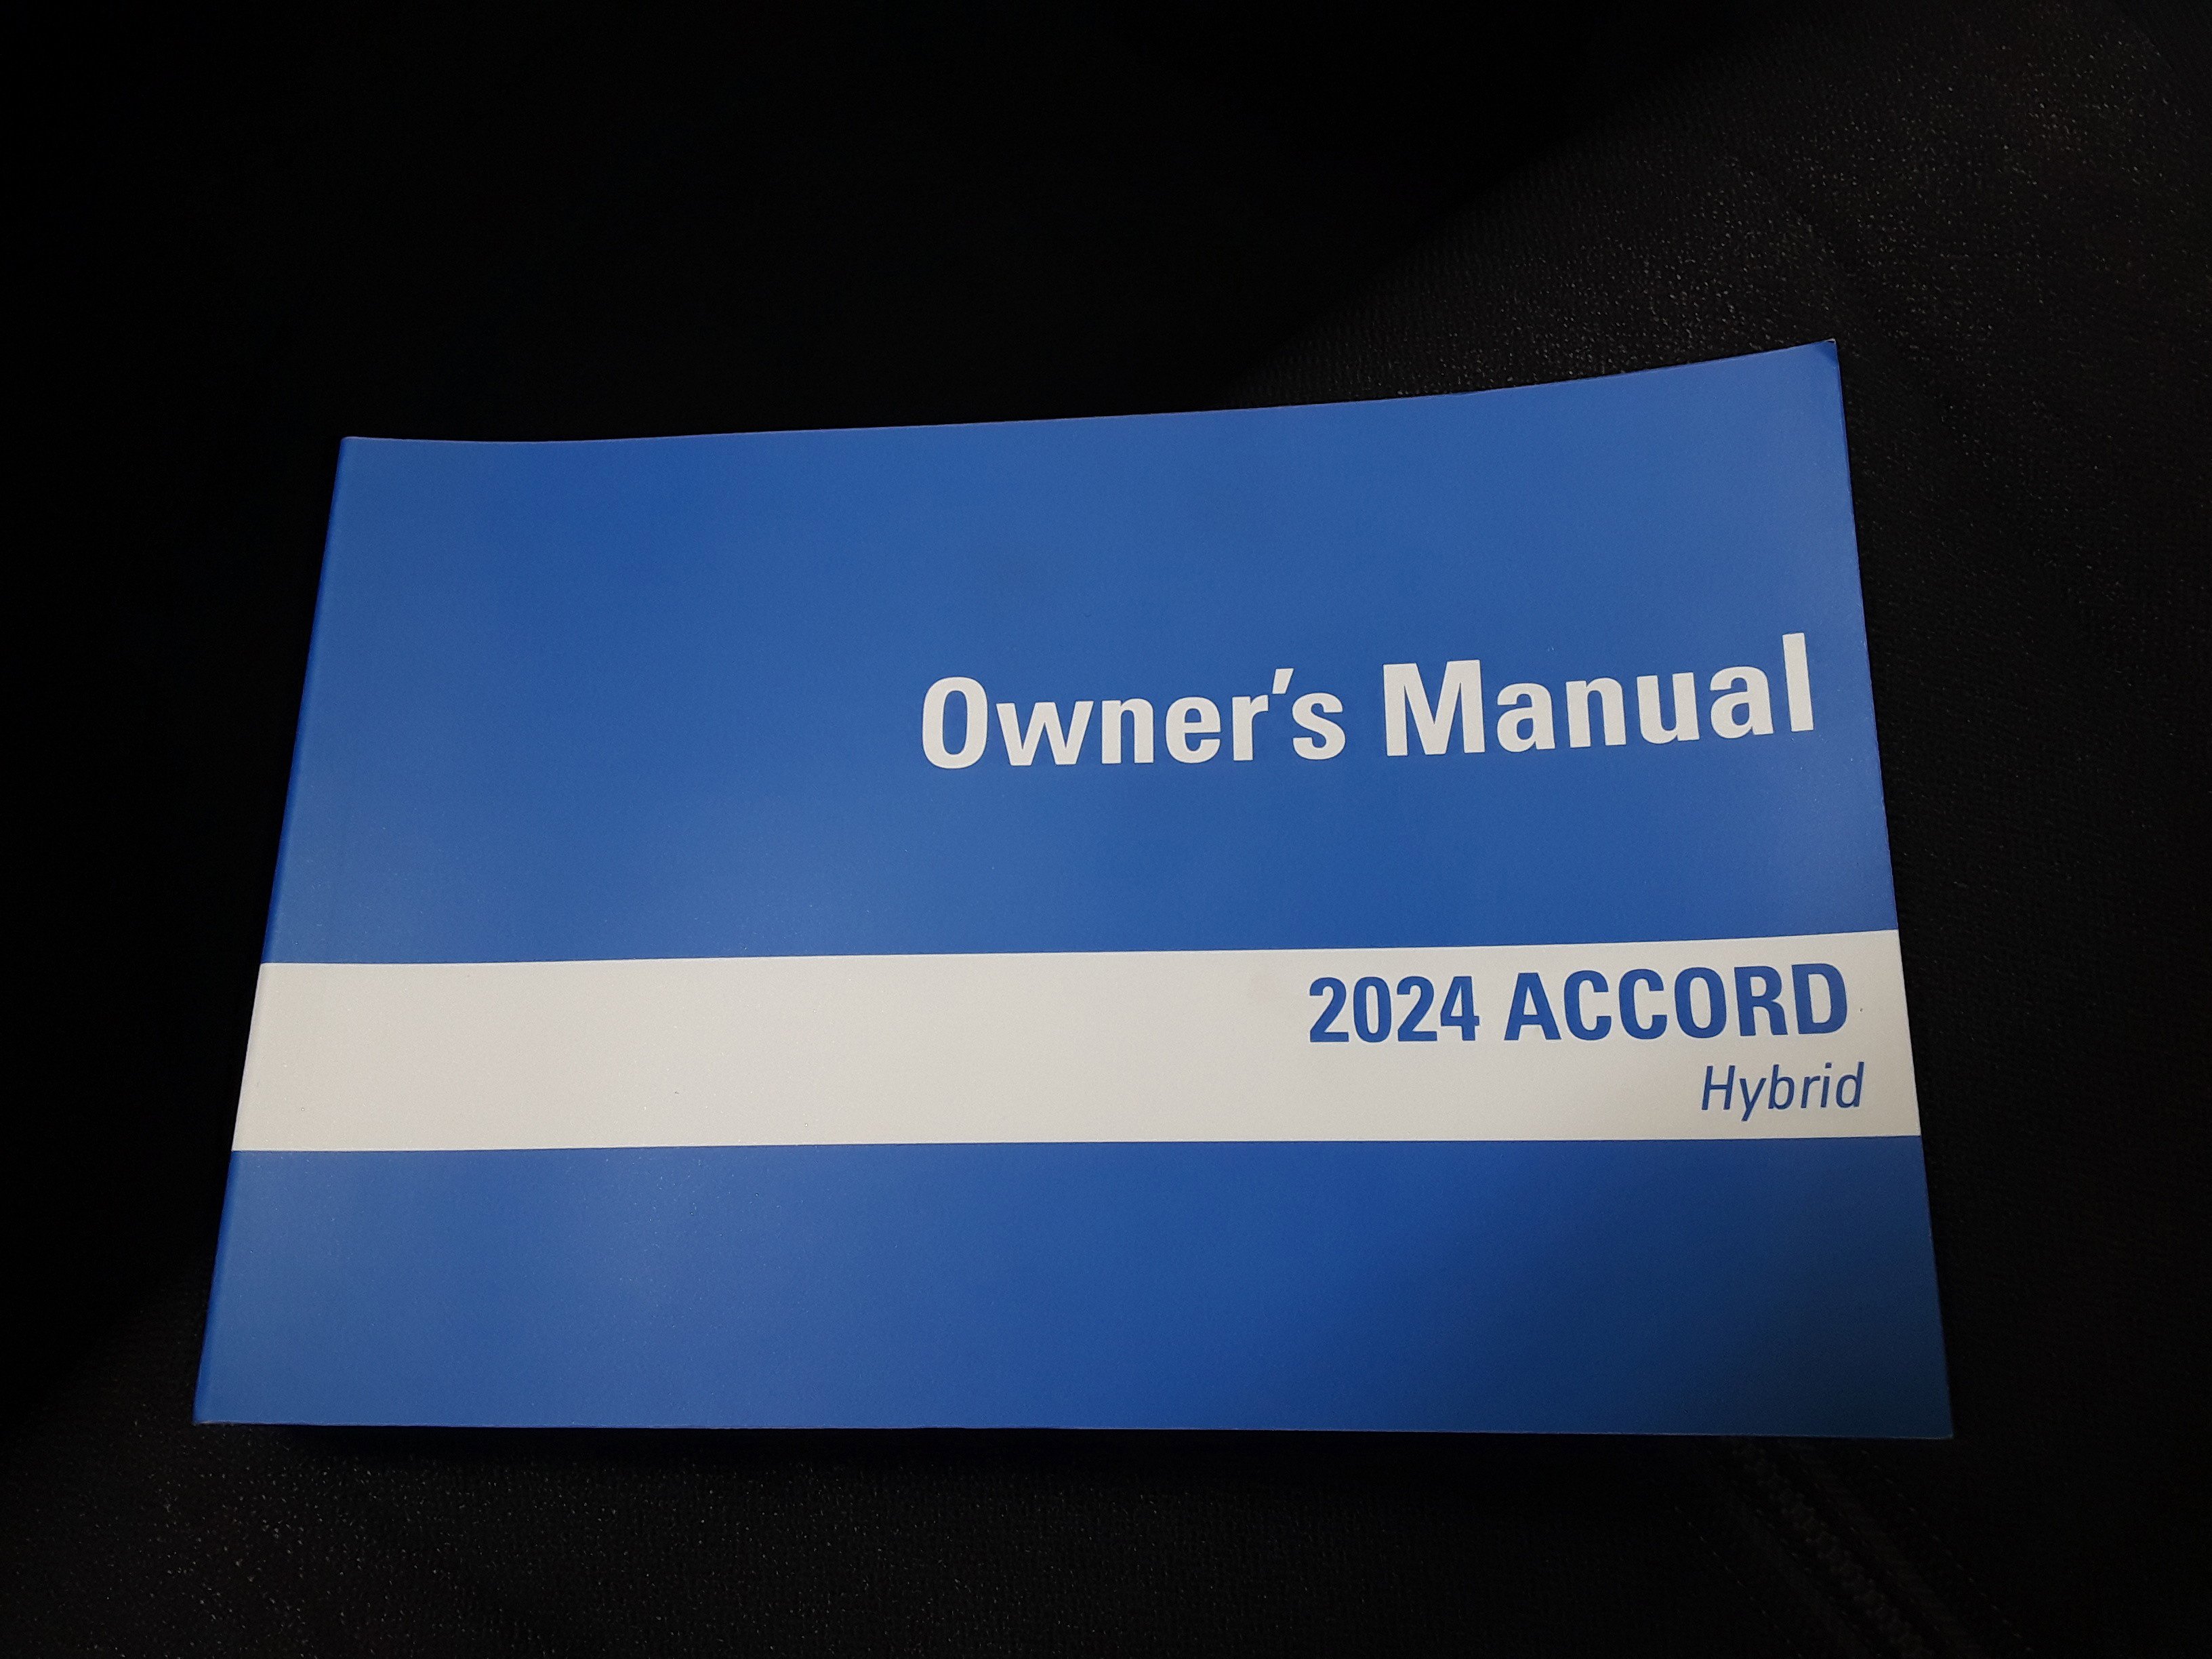 Owner’s Manual
2024 ACCORD
Hybrid